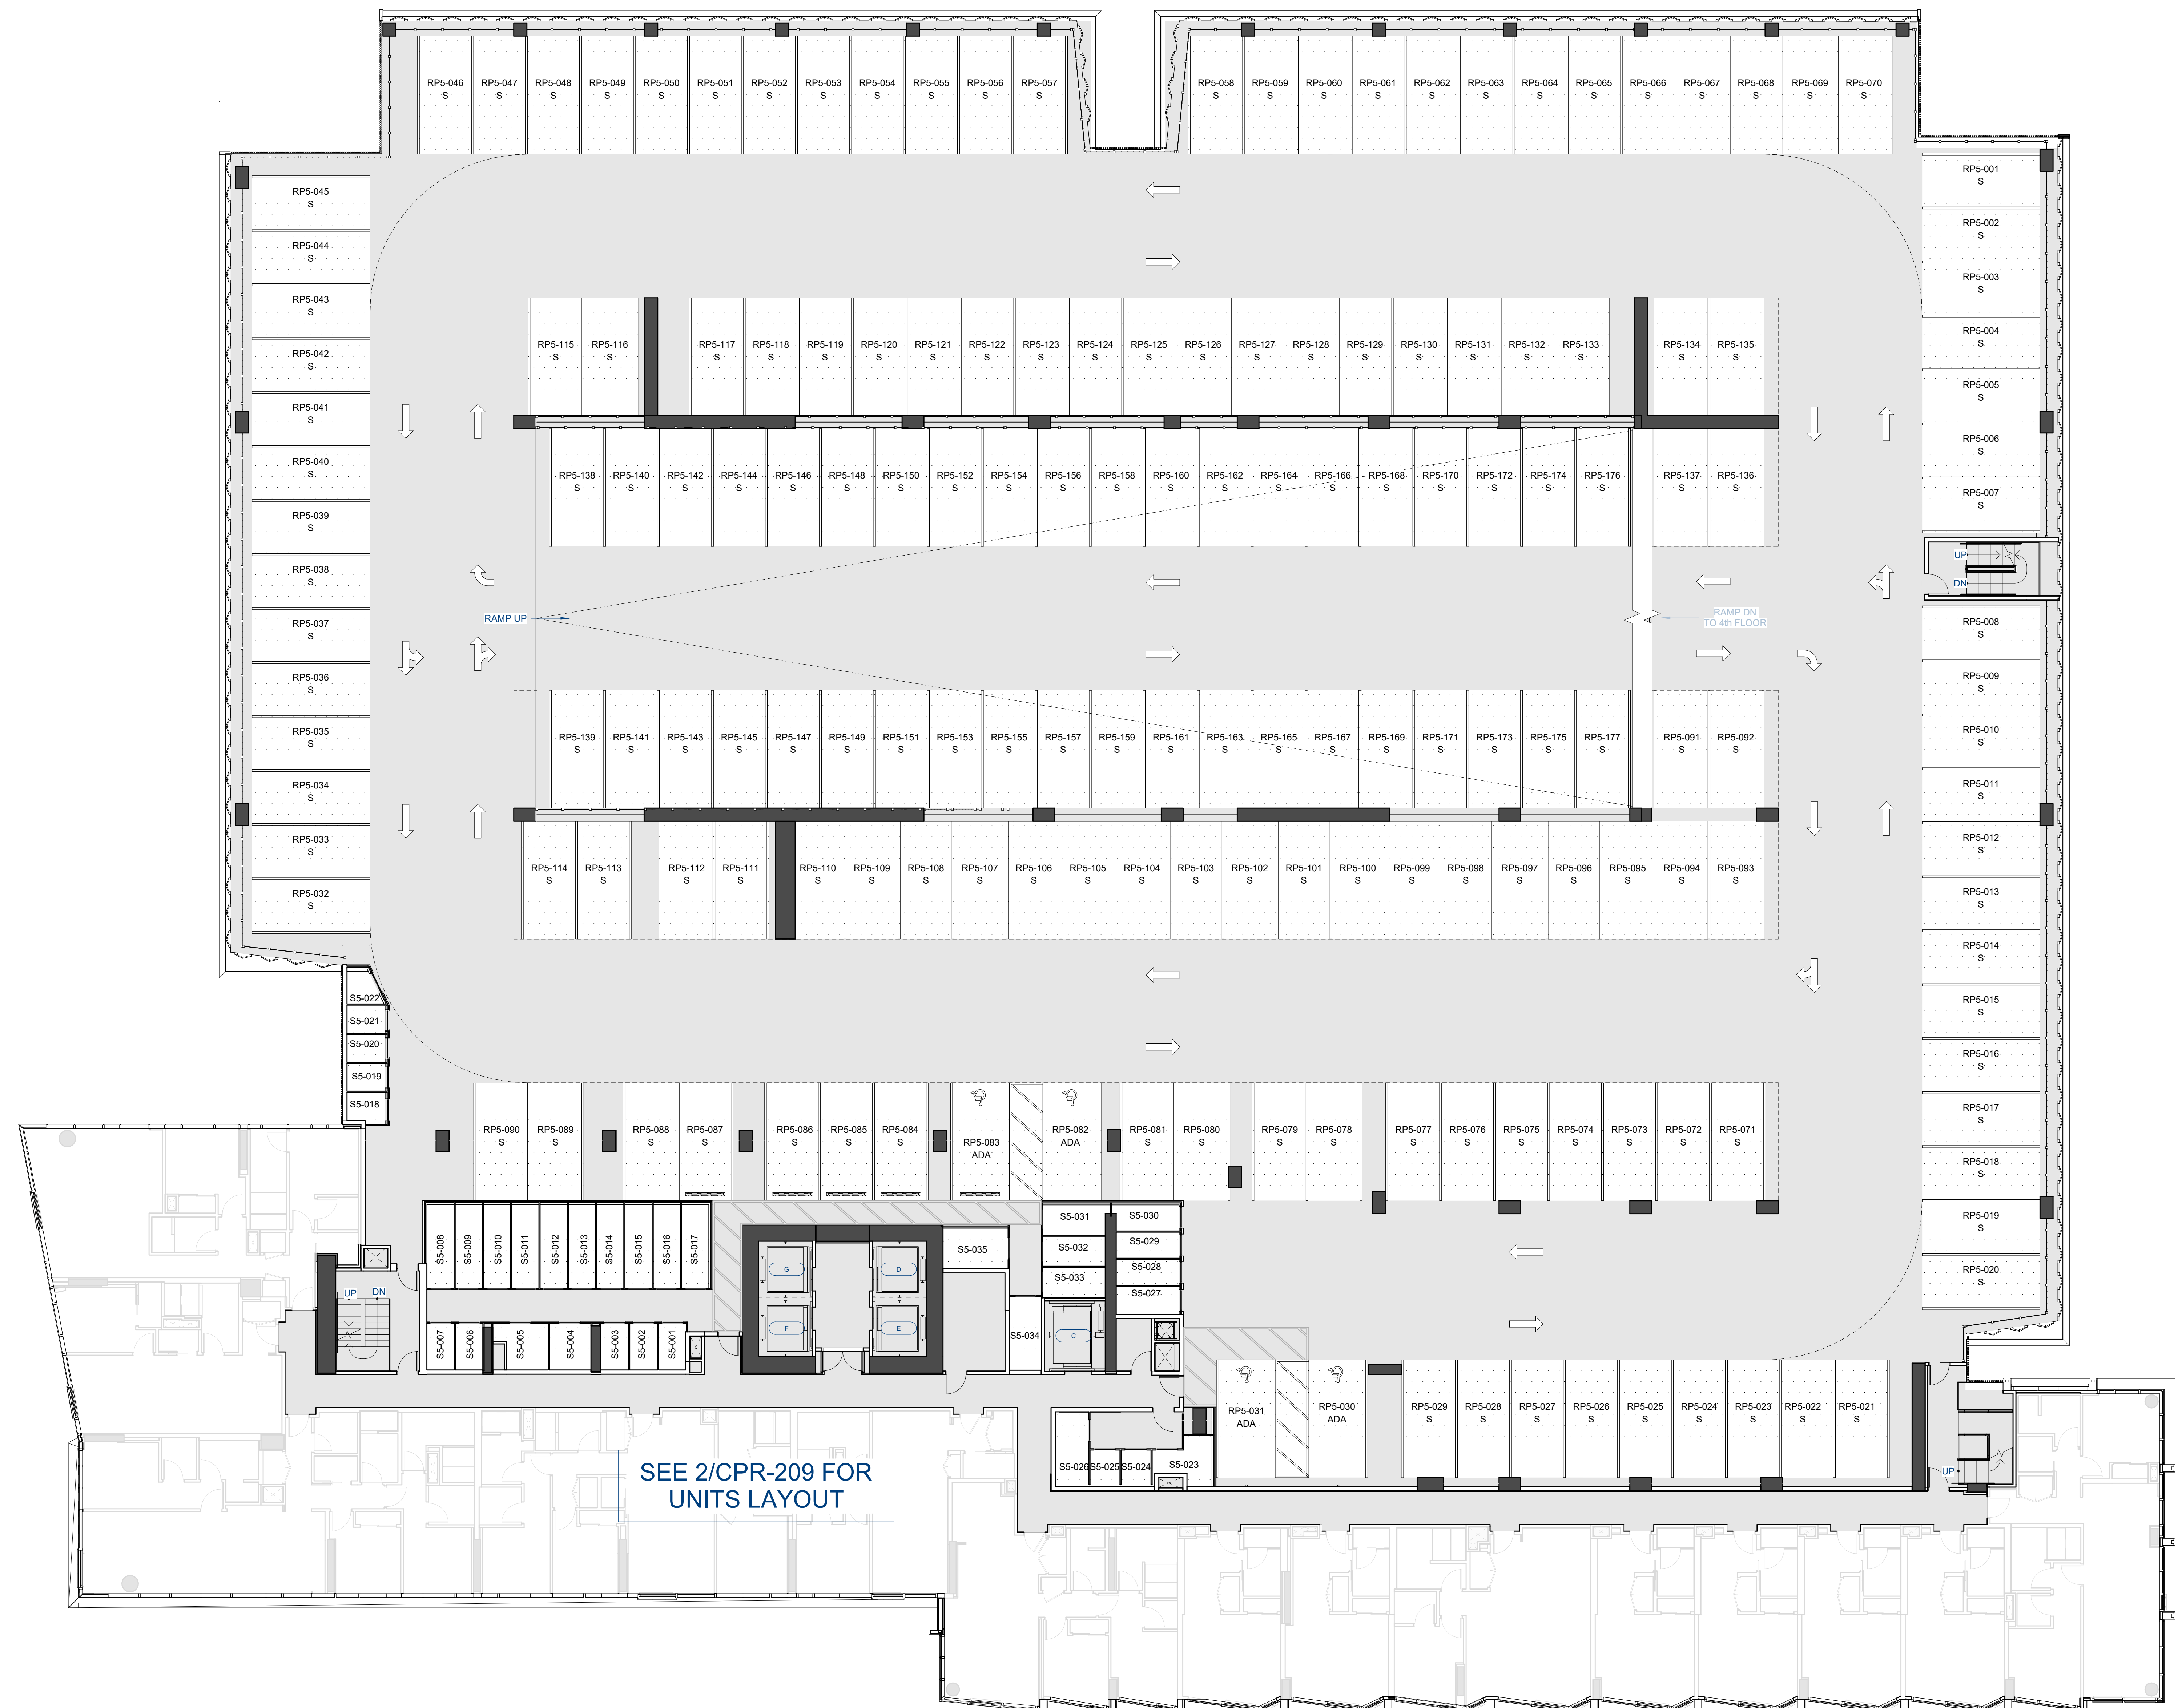 RP5-046 RP5-047 RP5-048 RP5-049 RP5-050 RP5-051 RP5-052 RP5-053 RP5-054 RP5-055 RP5-056 RP5-057 RP5-058 RP5-059 RP5-060 RP5-061 RP5-062 RP5-063 RP5-064 RP5-065 RP5-066 RP5-067 RP5-068 RP5-069 RP5-070
S S S S S S S S S S S S S S S S S S S S S S S S S
RP5-045
S
RP5-044
S
RP5-043
S
RP5-042
S
RP5-041
S
RP5-040
S
RP5-039
S
RP5-038
S
RP5-037
S
RP5-036
S
RP5-035
S
RP5-034
S
RP5-033
S
RP5-032
S
RP5-001
S
RP5-002
S
RP5-003
S
RP5-004
S
RP5-005
S
RP5-006
S
RP5-007
S
UP
DN
RP5-008
S
RP5-009
S
RP5-010
S
RP5-011
S
RP5-012
S
RP5-013
S
RP5-014
S
RP5-015
S
RP5-016
S
RP5-017
S
RP5-018
S
RP5-019
S
RP5-020
S
RP5-115 RP5-116 RP5-117 RP5-118 RP5-119 RP5-120 RP5-121 RP5-122 RP5-123 RP5-124 RP5-125 RP5-126 RP5-127 RP5-128 RP5-129 RP5-130 RP5-131 RP5-132 RP5-133 RP5-134 RP5-135
S S S S S S S S S S S S S S S S S S S S S
RP5-138 RP5-140 RP5-142 RP5-144 RP5-146 RP5-148 RP5-150 RP5-152 RP5-154 RP5-156 RP5-158 RP5-160 RP5-162 RP5-164 RP5-166 RP5-168 RP5-170 RP5-172 RP5-174 RP5-176 RP5-137 RP5-136
S S S S S S S S S S S S S S S S S S S S S S
RAMP UP
RAMP DN
TO 4th FLOOR
RP5-139 RP5-141 RP5-143 RP5-145 RP5-147 RP5-149 RP5-151 RP5-153 RP5-155 RP5-157 RP5-159 RP5-161 RP5-163 RP5-165 RP5-167 RP5-169 RP5-171 RP5-173 RP5-175 RP5-177 RP5-091 RP5-092
S S S S S S S S S S S S S S S S S S S S S S
RP5-114 RP5-113 RP5-112 RP5-111 RP5-110 RP5-109 RP5-108 RP5-107 RP5-106 RP5-105 RP5-104 RP5-103 RP5-102 RP5-101 RP5-100 RP5-099 RP5-098 RP5-097 RP5-096 RP5-095 RP5-094 RP5-093
S S S S S S S S S S S S S S S S S S S S S S
S5-022
S5-021
S5-020
S5-019
S5-018
RP5-090 RP5-089 RP5-088 RP5-087 RP5-086 RP5-085 RP5-084 RP5-083 RP5-082 RP5-081 RP5-080 RP5-079 RP5-078 RP5-077 RP5-076 RP5-075 RP5-074 RP5-073 RP5-072 RP5-071
S S S S S S S ADA ADA S S S S S S S S S S S
S5-008 S5-009 S5-010 S5-011 S5-012 S5-013 S5-014 S5-015 S5-016 S5-017
S5-035
S5-031
S5-032
S5-033
S5-030
S5-029
S5-028
S5-027
G
D
F
E
C
UP DN
S5-007 S5-006 S5-005 S5-004 S5-003 S5-002 S5-001
S5-034
RP5-031 RP5-030 RP5-029 RP5-028 RP5-027 RP5-026 RP5-025 RP5-024 RP5-023 RP5-022 RP5-021
ADA ADA S S S S S S S S S
S5-026 S5-025 S5-024 S5-023
UP
SEE 2/CPR-209 FOR
UNITS LAYOUT